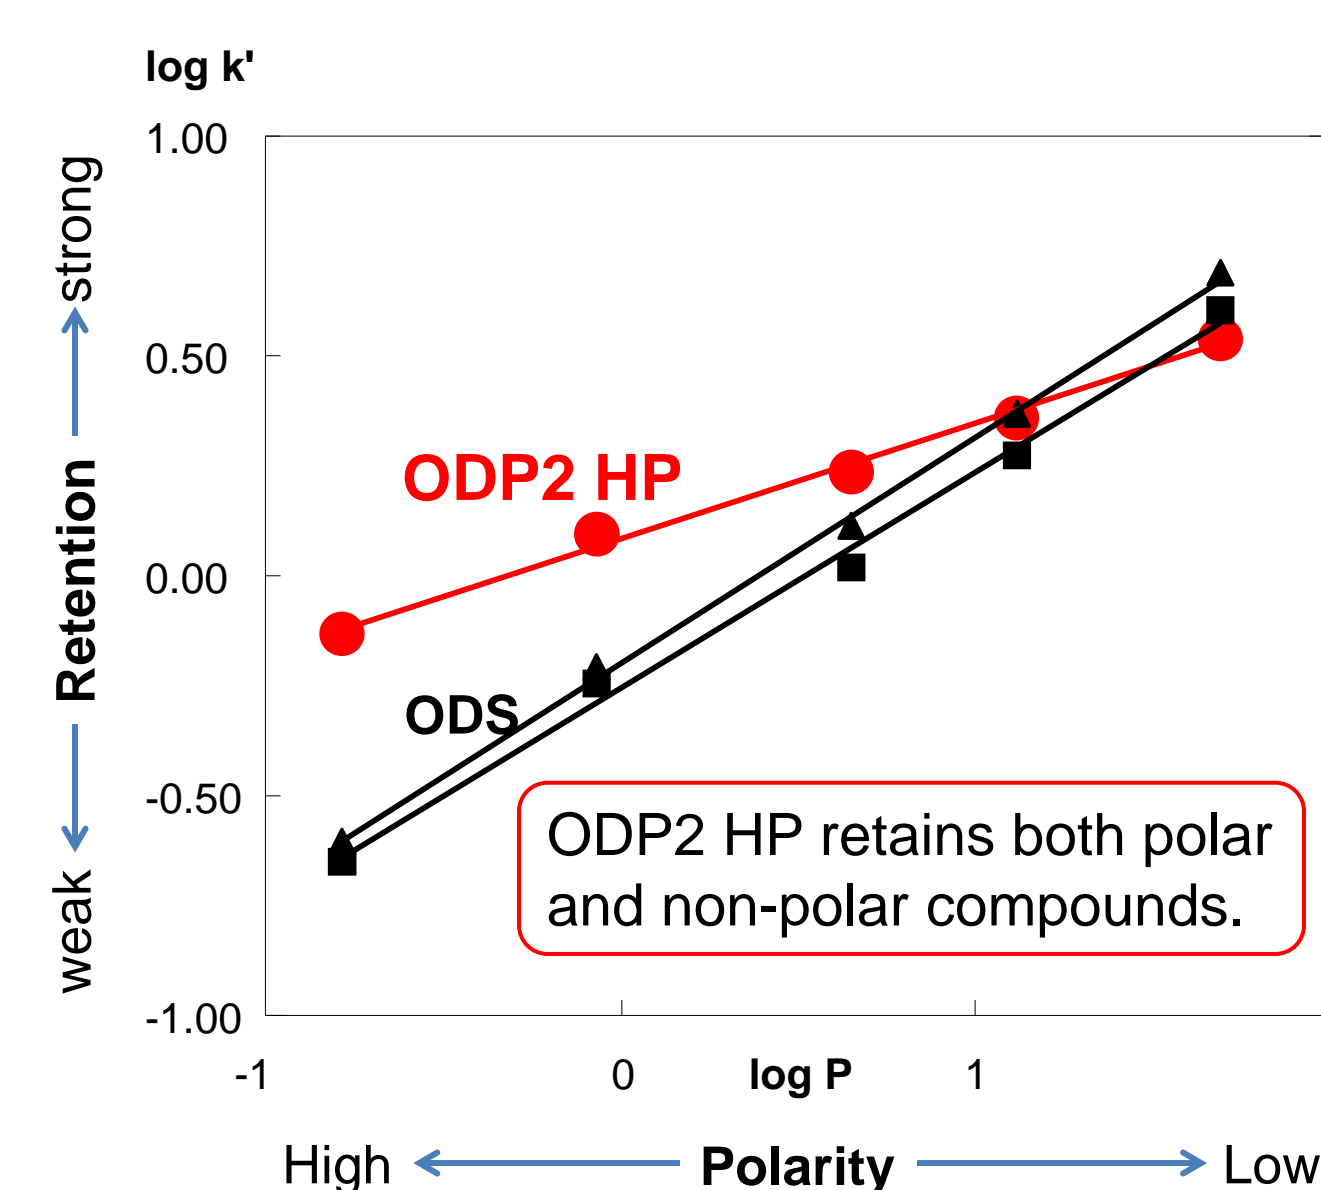 log k'
1.00
0.50
0.00
-0.50
-1.00
strong
Retention
weak
ODP2 HP
ODS
ODP2 HP retains both polar
and non-polar compounds.
-1 0 log P 1
High Polarity Low